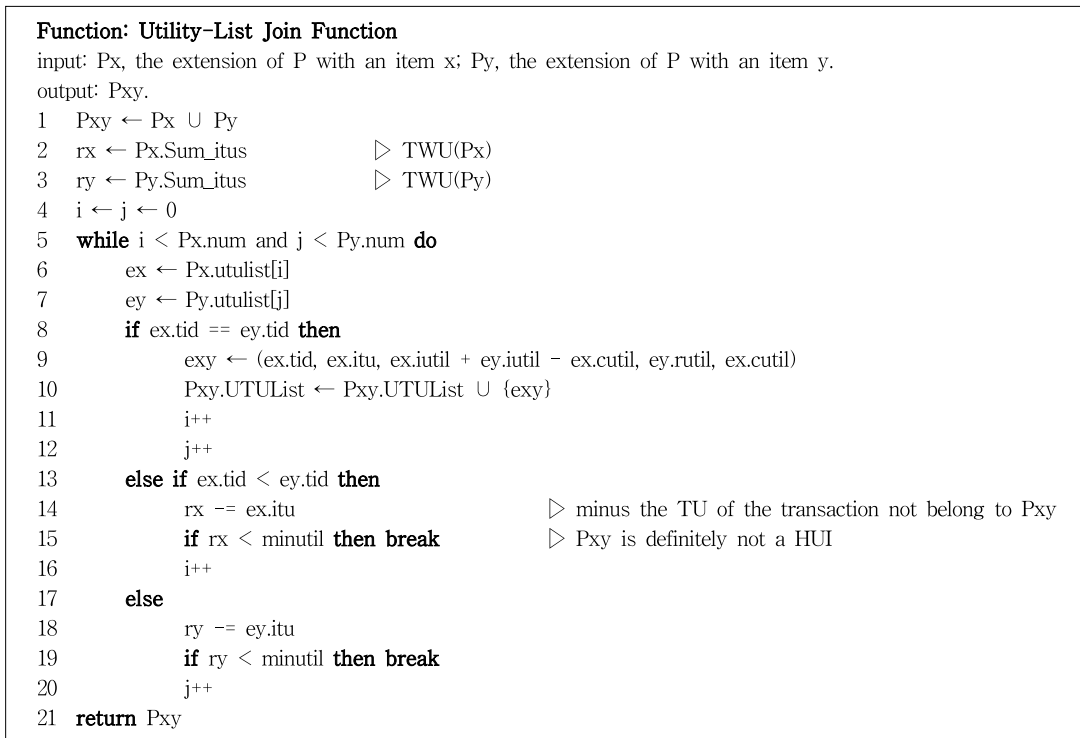 Function: Utility-List Join Function
input: Px, the extension of P with an item x; Py, the extension of P with an item y.
output: Pxy.
1 Pxy ← Px ∪ Py
2 rx ← Px.Sum_itus ▷ TWU(Px)
3 ry ← Py.Sum_itus ▷ TWU(Py)
4 i ← j ← 0
5 while i < Px.num and j < Py.num do
6 ex ← Px.utulist[i]
7 ey ← Py.utulist[j]
8 if ex.tid == ey.tid then
9 exy ← (ex.tid, ex.itu, ex.iutil + ey.iutil - ex.cutil, ey.rutil, ex.cutil)
10 Pxy.UTUList ← Pxy.UTUList ∪ {exy}
11 i++
12 j++
13 else if ex.tid < ey.tid then
14 rx -= ex.itu ▷ minus the TU of the transaction not belong to Pxy
15 if rx < minutil then break ▷ Pxy is definitely not a HUI
16 i++
17 else
18 ry -= ey.itu
19 if ry < minutil then break
20 j++
21 return Pxy